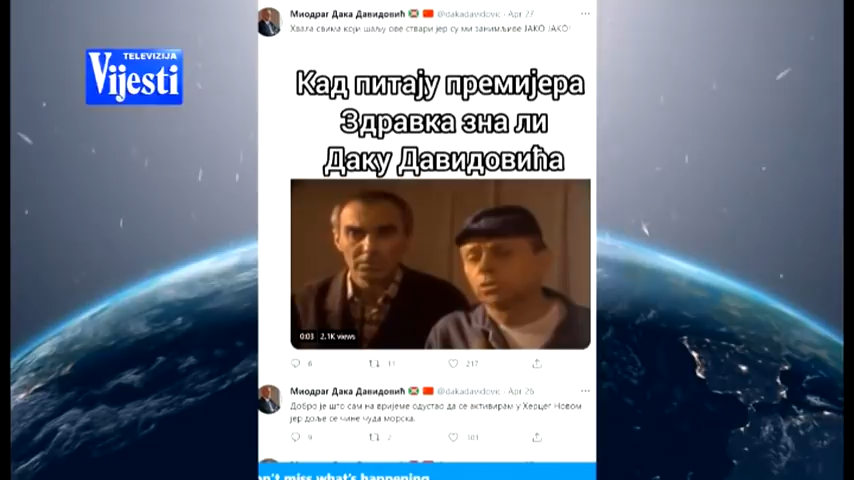 TELEVIZIJA
Vijesti
Миодраг Дака Давидовић @dakadavidovic · Apr 23
Хвала свима који шаљу ове ствари јер су ми занимљиве ЈАКО ЈАКО!
Кад питају премијера
Здравка зна ли
Даку Давидовића
0:03 2.1K views
6 11 217
Миодраг Дака Давидовић @dakadavidovic · Apr 26
Добро је што сам на вријеме одустао да се активирам у Херцег Новом
јер доље се чине чуда морска.
9 2 101
miss what's happening